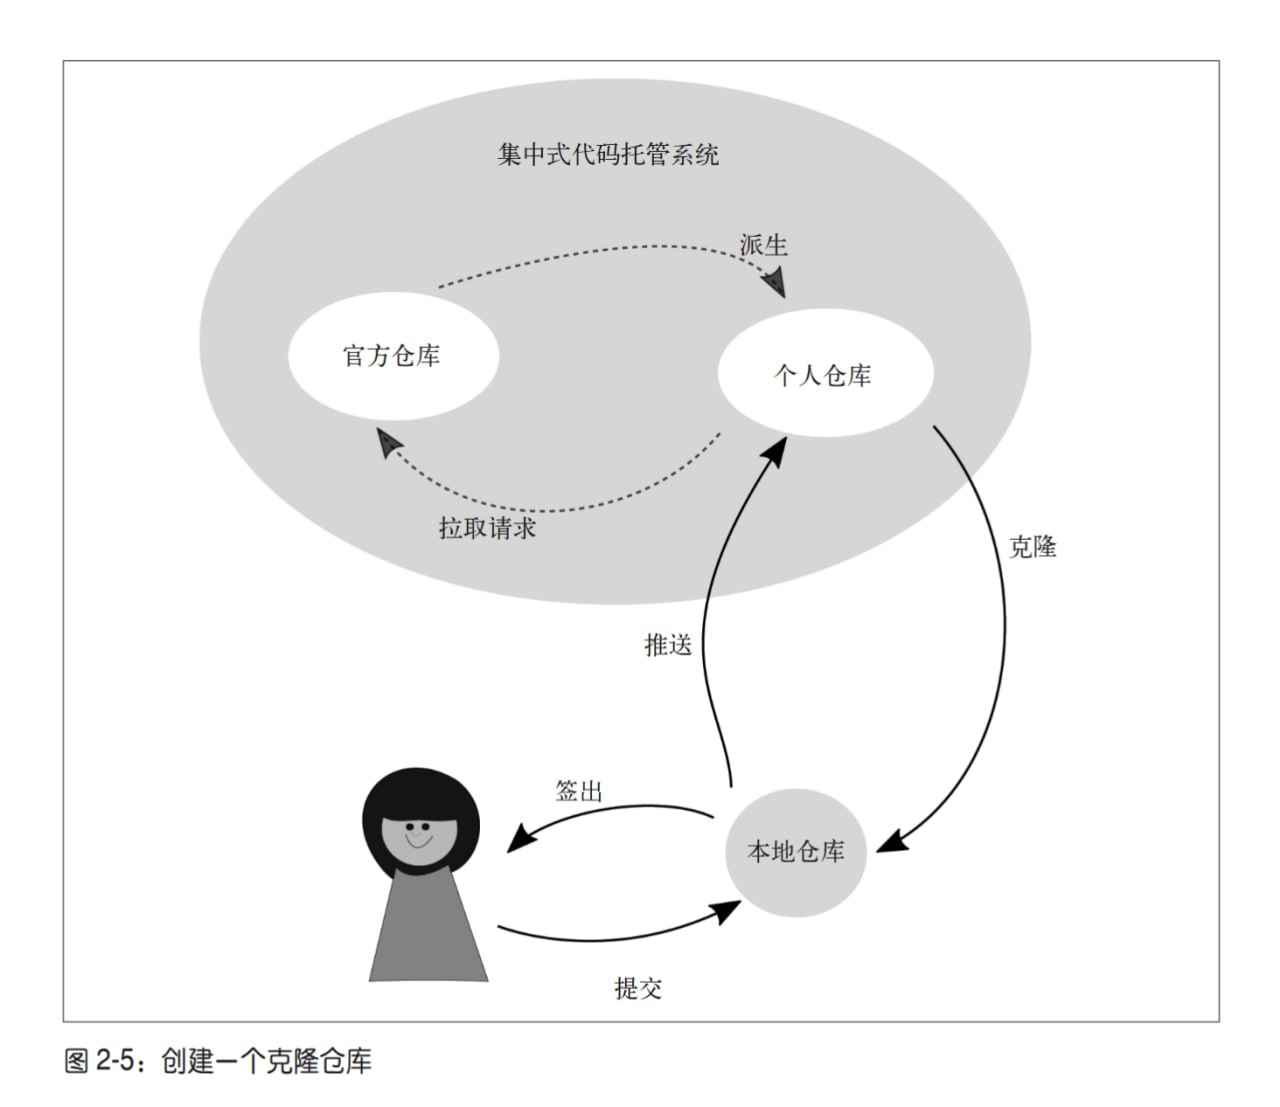 集中式代码托管系统
派生
官方仓库
个人仓库
拉取请求
克隆
推送
签出
本地仓库
提交
图 2-5：创建一个克隆仓库